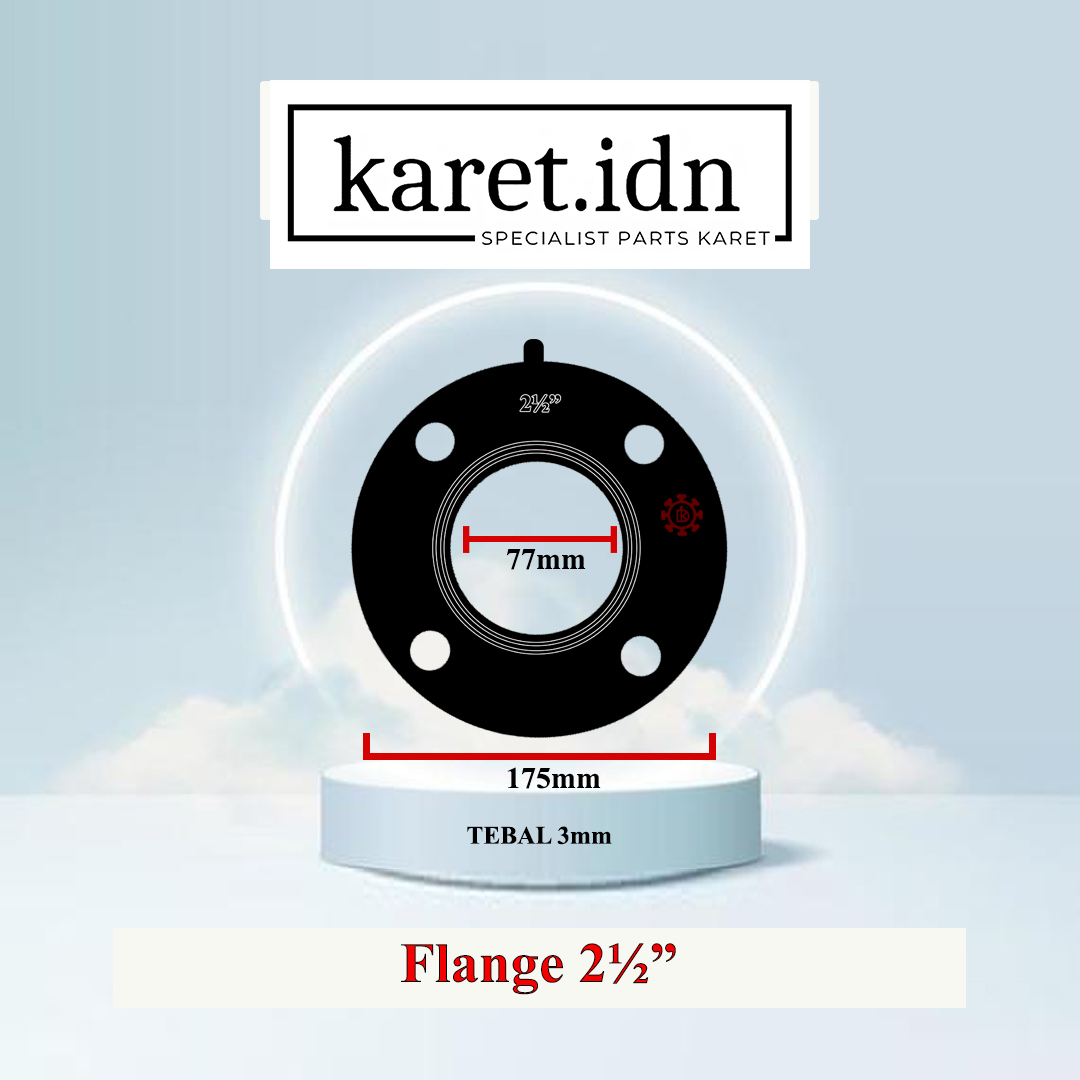 karet.idn
SPECIALIST PARTS KARET
2½”
77mm
175mm
TEBAL 3mm
Flange 2½”